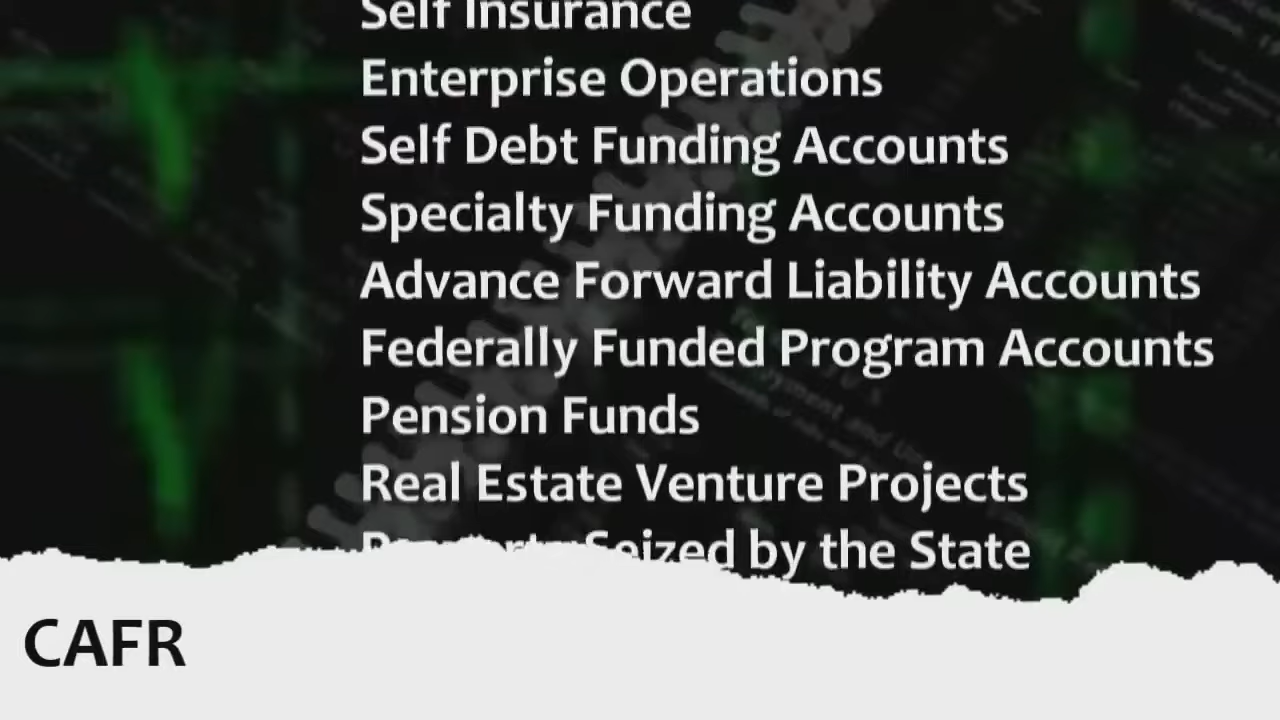 Self Insurance
Enterprise Operations
Self Debt Funding Accounts
Specialty Funding Accounts
Advance Forward Liability Accounts
Federally Funded Program Accounts
Pension Funds
Real Estate Venture Projects
Property Seized by the State
CAFR